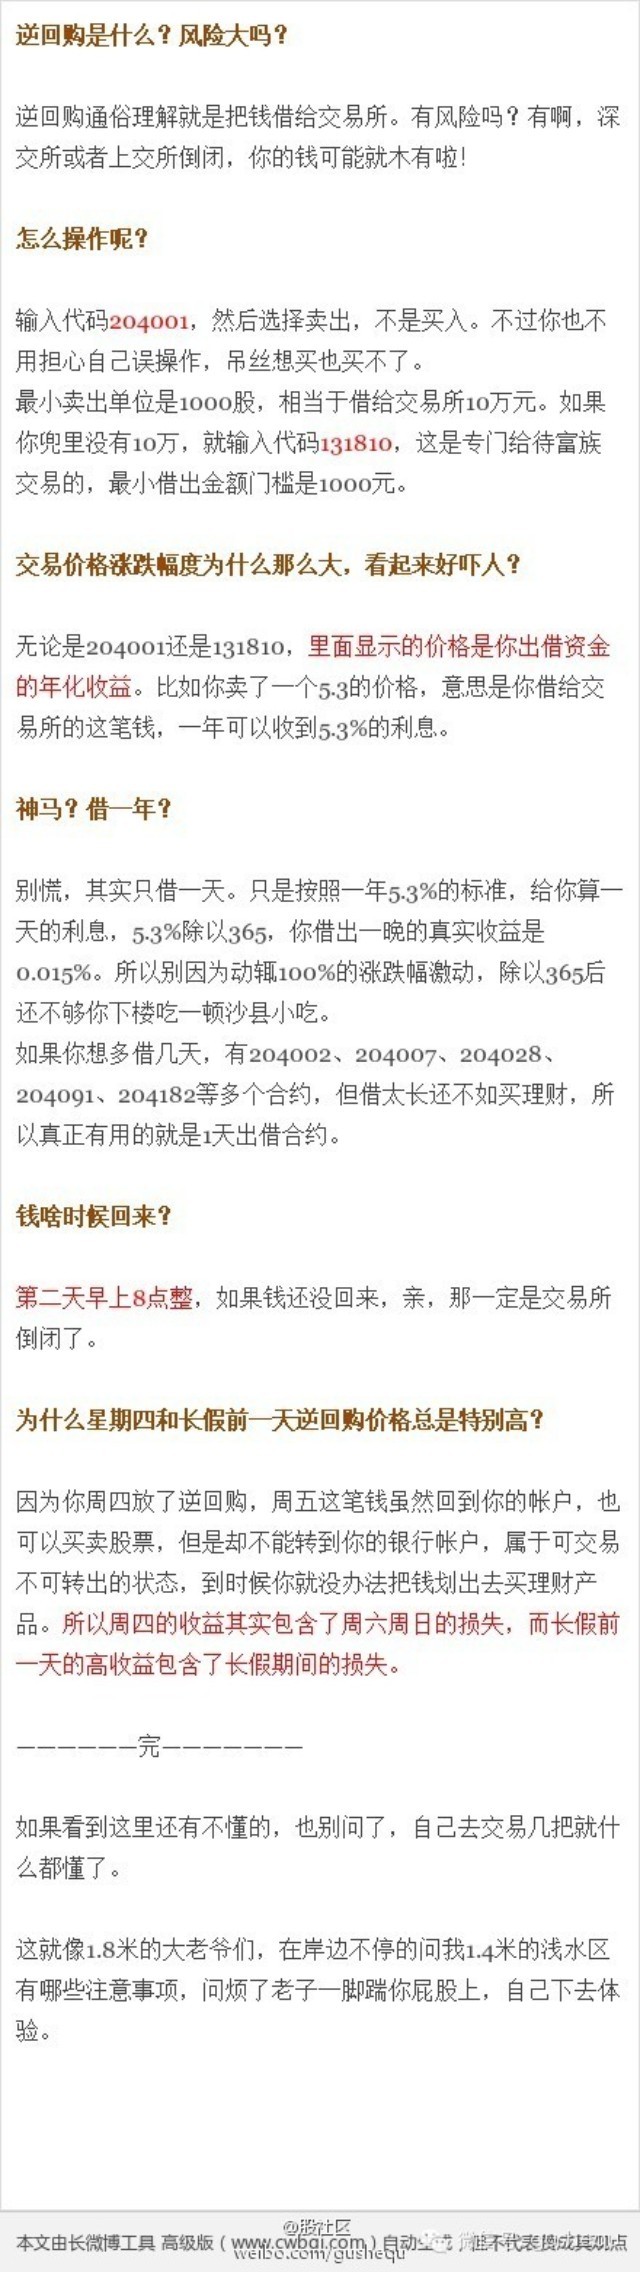 逆回购是什么？风险大吗？
逆回购通俗理解就是把钱借给交易所。有风险吗？有啊，深
交所或者上交所倒闭，你的钱可能就木有啦!
怎么操作呢？
输入代码204001，然后选择卖出，不是买入。不过你也不
用担心自己误操作，吊丝想买也买不了。
最小卖出单位是1000股，相当于借给交易所10万元。如果
你兜里没有10万，就输入代码131810，这是专门给待富族
交易的，最小借出金额门槛是1000元。
交易价格涨跌幅度为什么那么大，看起来好吓人？
无论是204001还是131810，里面显示的价格是你出借资金
的年化收益。比如你卖了一个5.3的价格，意思是你借给交
易所的这笔钱，一年可以收到5.3%的利息。
神马？借一年？
别慌，其实只借一天。只是按照一年5.3%的标准，给你算一
天的利息，5.3%除以365，你借出一晚的真实收益是
0.015%。所以别因为动辄100%的涨跌幅激动，除以365后
还不够你下楼吃一顿沙县小吃。
如果你想多借几天，有204002、204007、204028、
204091、204182等多个合约，但借太长还不如买理财，所
以真正有用的就是1天出借合约。
钱啥时候回来？
第二天早上8点整，如果钱还没回来，亲，那一定是交易所
倒闭了。
为什么星期四和长假前一天逆回购价格总是特别高？
因为你周四放了逆回购，周五这笔钱虽然回到你的帐户，也
可以买卖股票，但是却不能转到你的银行帐户，属于可交易
不可转出的状态，到时候你就没办法把钱划出去买理财产
品。所以周四的收益其实包含了周六周日的损失，而长假前
一天的高收益包含了长假期间的损失。
——————完———————
如果看到这里还有不懂的，也别问了，自己去交易几把就什
么都懂了。
这就像1.8米的大老爷们，在岸边不停的问我1.4米的浅水区
有哪些注意事项，问烦了老子一脚踹你屁股上，自己下去体
验。
@股社区
本文由长微博工具 高级版（www.cwbgj.com）自动生成，但不代表赞成其观点
weibo.com/gushequ